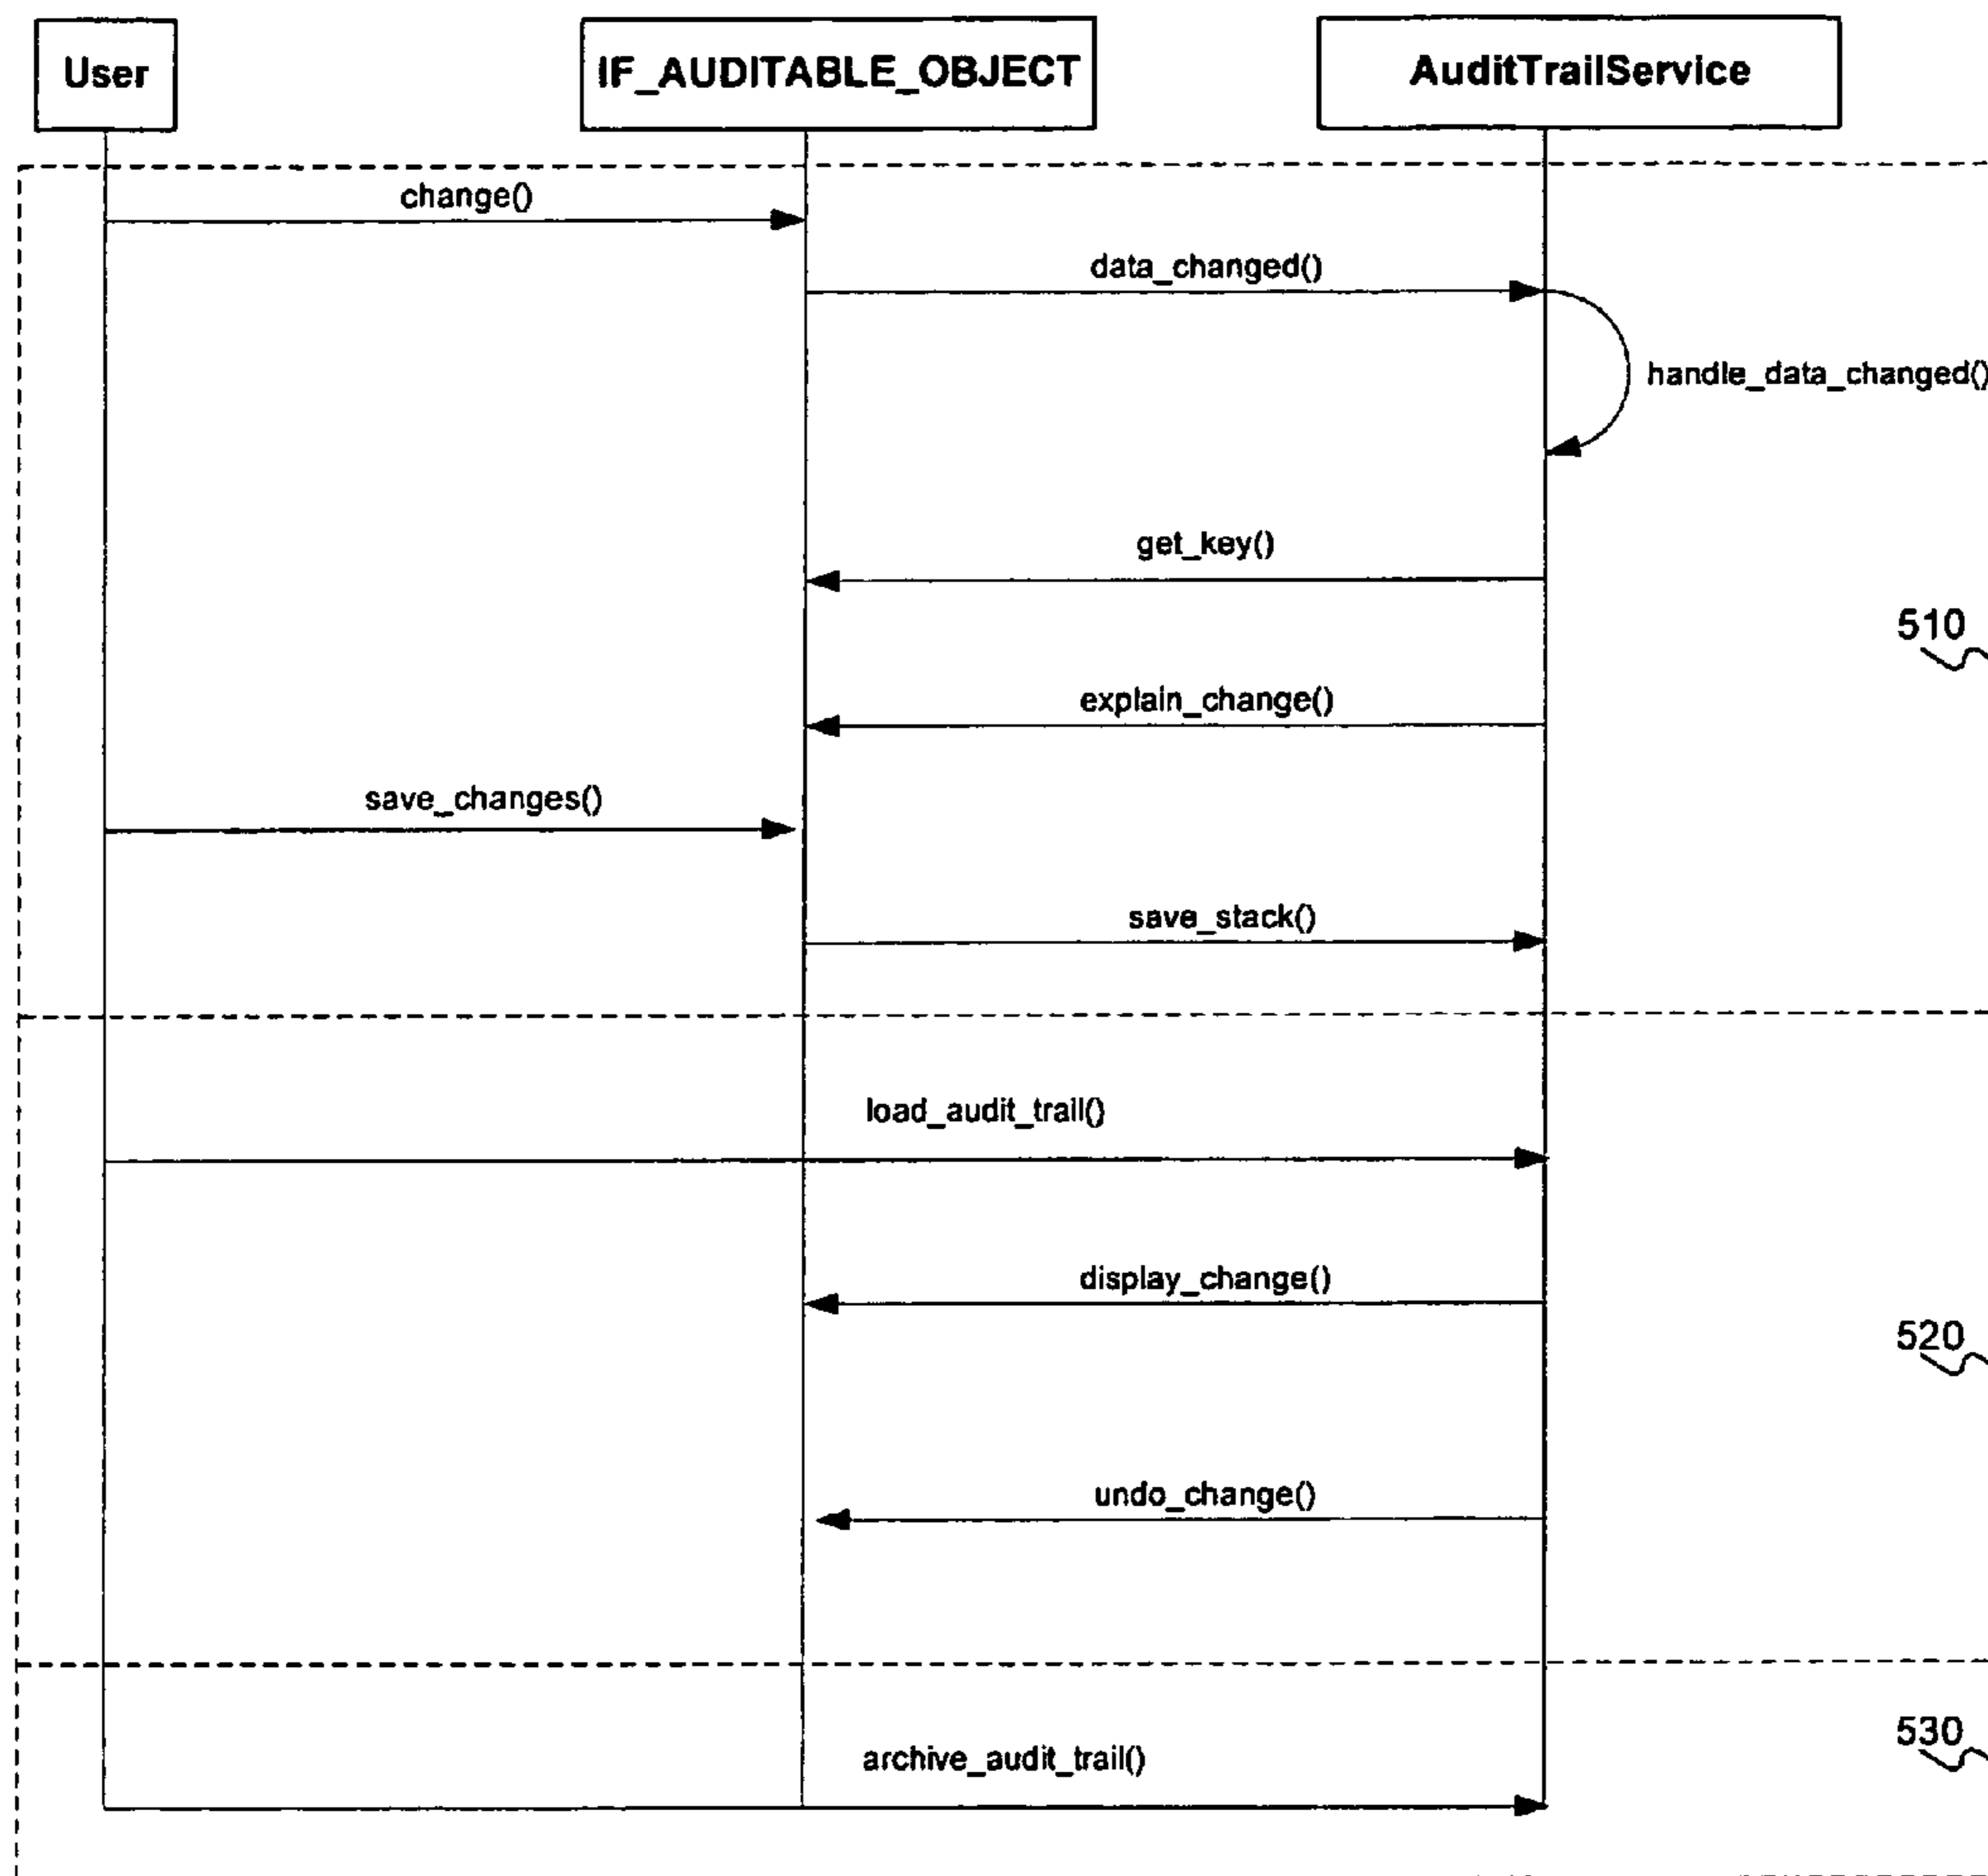 User
IF_AUDITABLE_OBJECT
AuditTrailService
change()
data_changed()
handle_data_changed()
get_key()
510
explain_change()
save_changes()
save_stack()
load_audit_trail()
display_change()
520
undo_change()
530
archive_audit_trail()